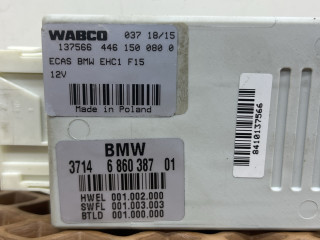 WABCO 037 18/15
137566 446 150 080 0
ECAS BMW EHC1 F15
12V
Made in Poland
BMW
3714 6 860 387 01
HWEL 001.002.000
SWFL 001.003.003
BTLD 001.000.000
8410137566